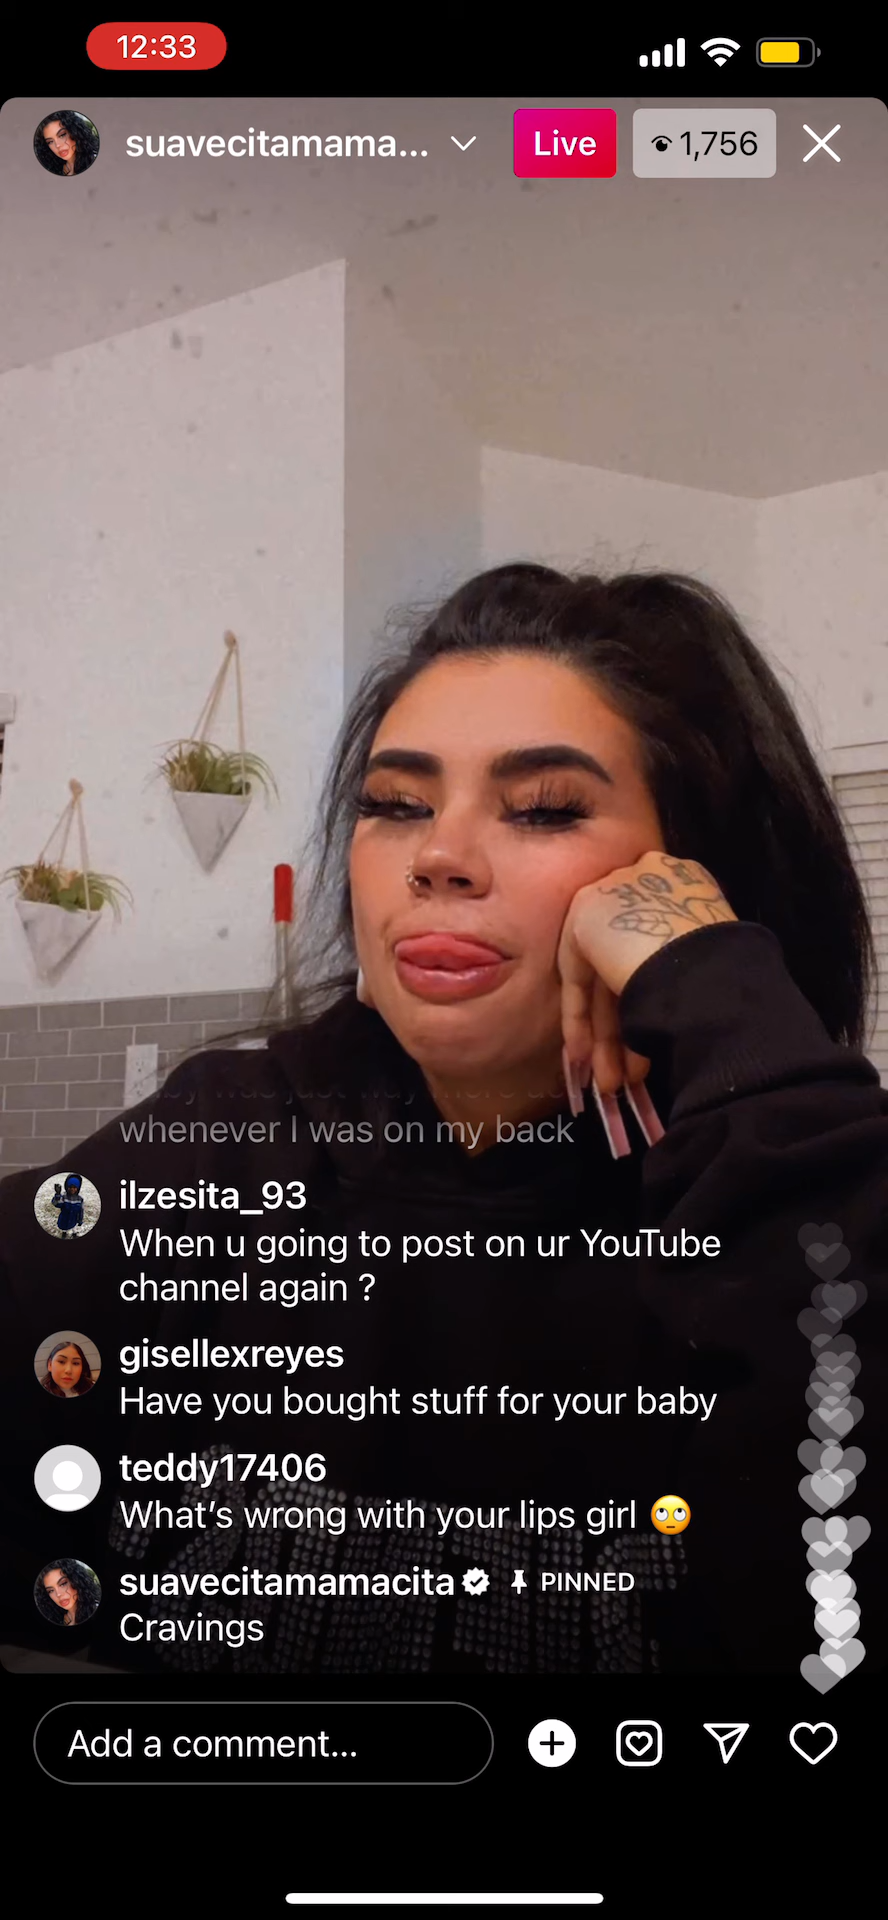 12:33
suavecitamama...
Live
1,756
whenever I was on my back
ilzesita_93
When u going to post on ur YouTube
channel again ?
gisellexreyes
Have you bought stuff for your baby
teddy17406
What's wrong with your lips girl 🙄
suavecitamamacita PINNED
Cravings
Add a comment...